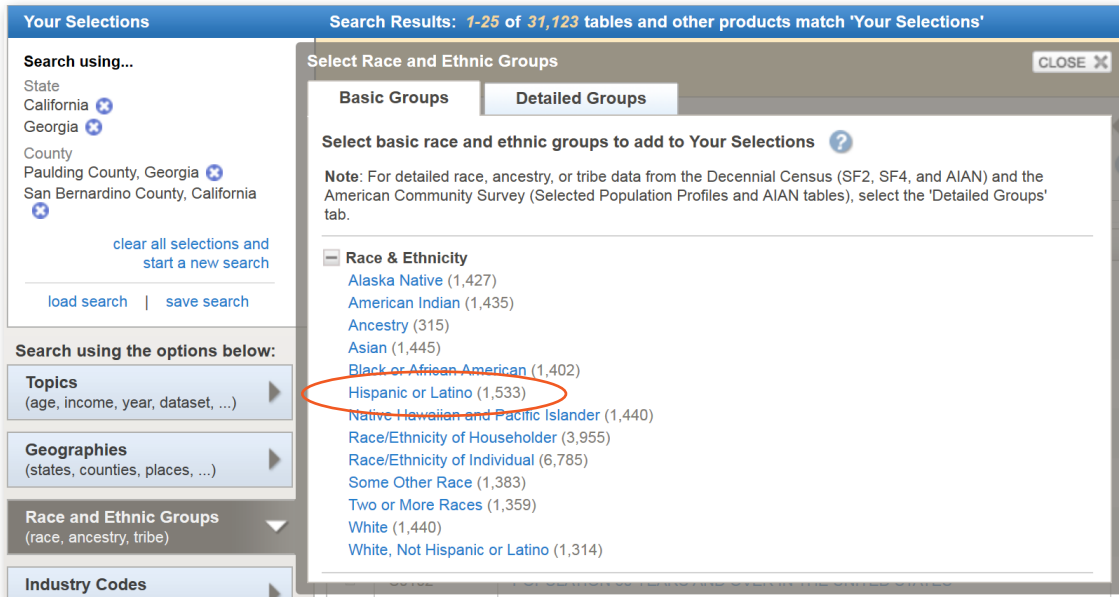 Your Selections
Search Results: 1-25 of 31,123 tables and other products match 'Your Selections'
Search using...
State
California
Georgia
County
Paulding County, Georgia
San Bernardino County, California
clear all selections and
start a new search
load search | save search
Search using the options below:
Topics
(age, income, year, dataset, ...)
Geographies
(states, counties, places, ...)
Race and Ethnic Groups
(race, ancestry, tribe)
Industry Codes
Select Race and Ethnic Groups
CLOSE X
Basic Groups
Detailed Groups
Select basic race and ethnic groups to add to Your Selections ?
Note: For detailed race, ancestry, or tribe data from the Decennial Census (SF2, SF4, and AIAN) and the
American Community Survey (Selected Population Profiles and AIAN tables), select the 'Detailed Groups'
tab.
Race & Ethnicity
Alaska Native (1,427)
American Indian (1,435)
Ancestry (315)
Asian (1,445)
Black or African American (1,402)
Hispanic or Latino (1,533)
Native Hawaiian and Pacific Islander (1,440)
Race/Ethnicity of Householder (3,955)
Race/Ethnicity of Individual (6,785)
Some Other Race (1,383)
Two or More Races (1,359)
White (1,440)
White, Not Hispanic or Latino (1,314)